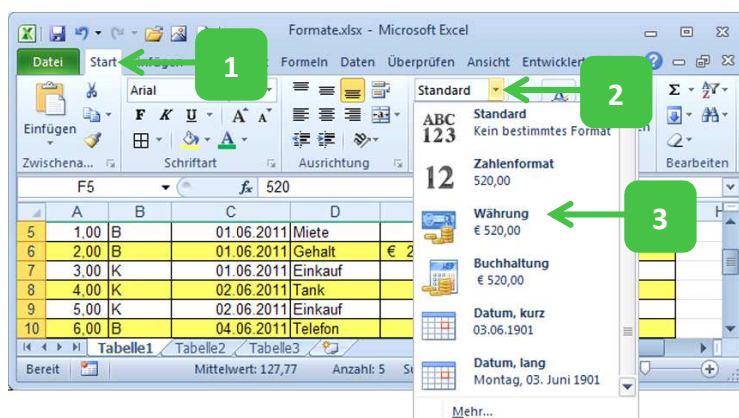 Formate.xlsx - Microsoft Excel
Datei Start Formeln Daten Überprüfen Ansicht
1
2
3
Einfügen
Zwischena...
Arial
F K U A A
A
Schriftart
Ausrichtung
Standard
Σ
Bearbeiten
F5 fx 520
A B C D H
5 1,00 B 01.06.2011 Miete
6 2,00 B 01.06.2011 Gehalt € 2
7 3,00 K 01.06.2011 Einkauf
8 4,00 K 02.06.2011 Tank
9 5,00 K 02.06.2011 Einkauf
10 6,00 B 04.06.2011 Telefon
Tabelle1 Tabelle2 Tabelle3
Bereit Mittelwert: 127,77 Anzahl: 5
ABC 123
Standard
Kein bestimmtes Format
12
Zahlenformat
520,00
Währung
€ 520,00
Buchhaltung
€ 520,00
Datum, kurz
03.06.1901
Datum, lang
Montag, 03. Juni 1901
Mehr...